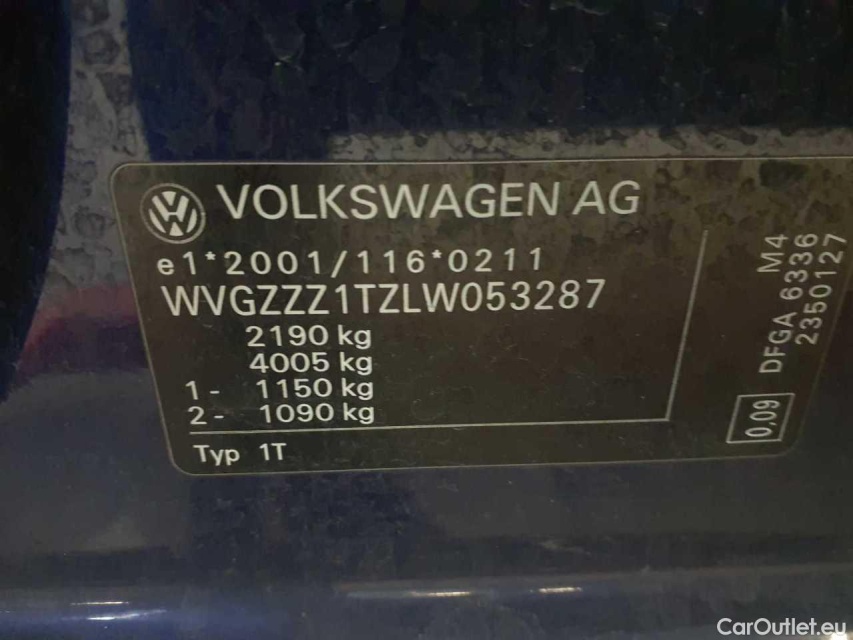 VOLKSWAGEN AG
e1*2001/116*0211
WVGZZZ1TZLW053287
2190 kg
4005 kg
1- 1150 kg
2- 1090 kg
Typ 1T
M4
DFGA 6336
2350127
0,09
CarOutlet.eu